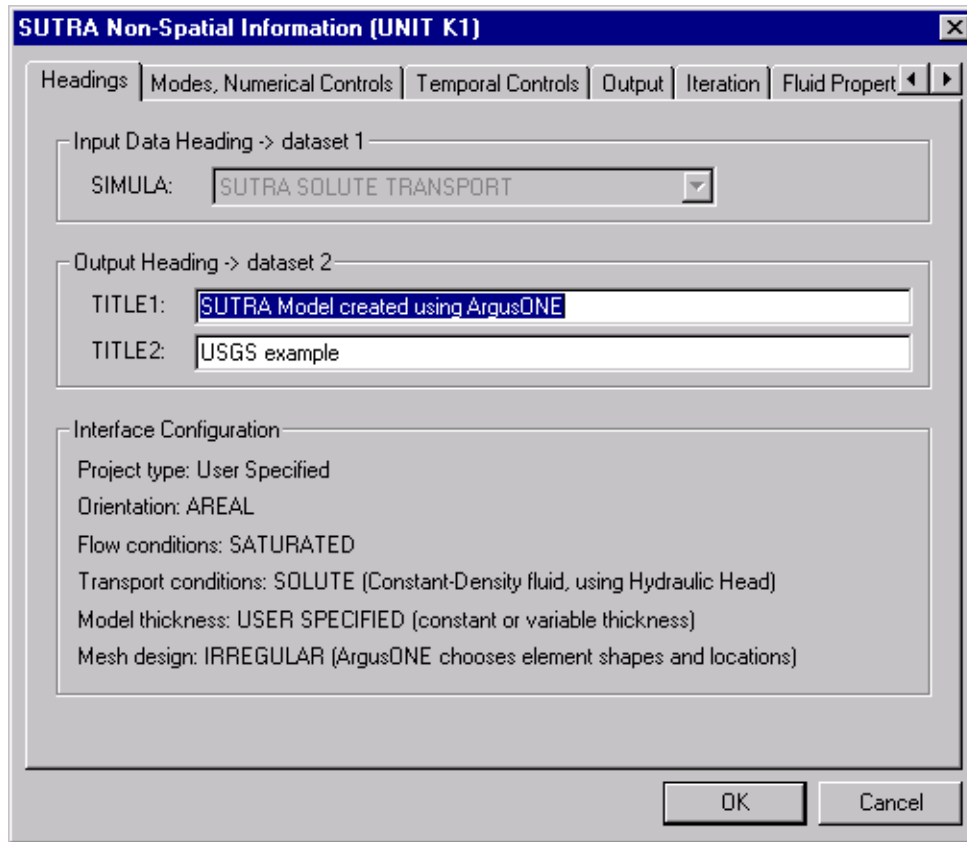 SUTRA Non-Spatial Information (UNIT K1)
Headings Modes, Numerical Controls Temporal Controls Output Iteration Fluid Propert
Input Data Heading -> dataset 1
SIMULA: SUTRA SOLUTE TRANSPORT
Output Heading -> dataset 2
TITLE1: SUTRA Model created using ArgusONE
TITLE2: USGS example
Interface Configuration
Project type: User Specified
Orientation: AREAL
Flow conditions: SATURATED
Transport conditions: SOLUTE (Constant-Density fluid, using Hydraulic Head)
Model thickness: USER SPECIFIED (constant or variable thickness)
Mesh design: IRREGULAR (ArgusONE chooses element shapes and locations)
OK Cancel